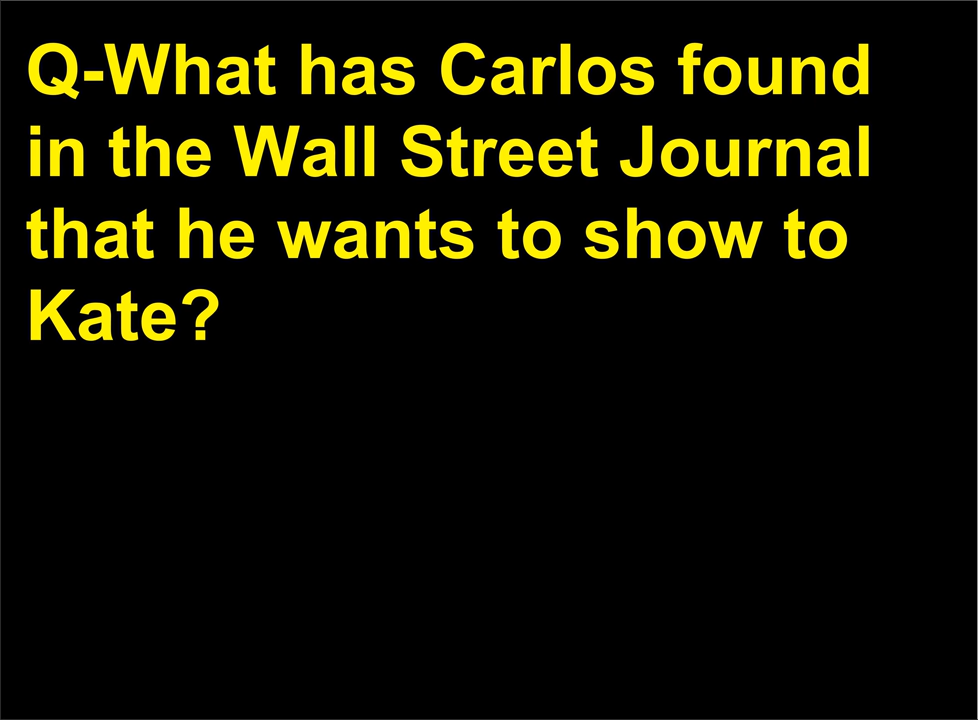 Q-What has Carlos found
in the Wall Street Journal
that he wants to show to
Kate?